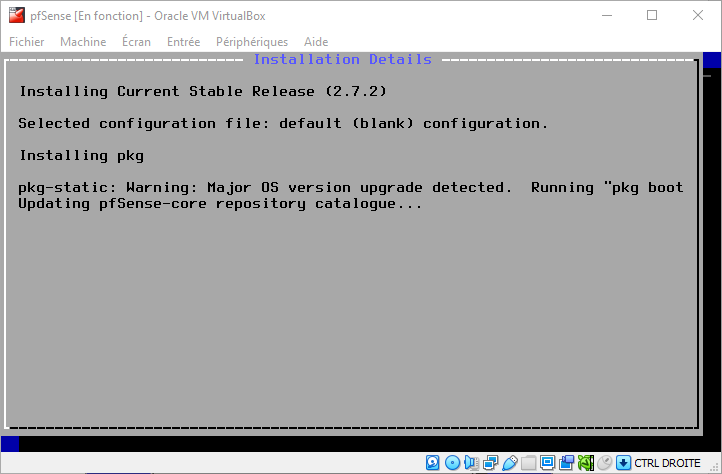 pfSense [En fonction] - Oracle VM VirtualBox
Fichier Machine Écran Entrée Périphériques Aide
Installation Details
Installing Current Stable Release (2.7.2)
Selected configuration file: default (blank) configuration.
Installing pkg
pkg-static: Warning: Major OS version upgrade detected.  Running "pkg boot
Updating pfSense-core repository catalogue...
CTRL DROITE